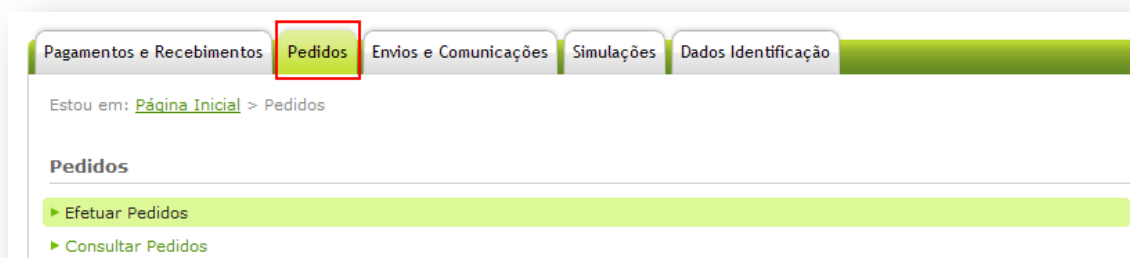 Pagamentos e Recebimentos Pedidos Envios e Comunicações Simulações Dados Identificação
Estou em: Página Inicial > Pedidos
Pedidos
Efetuar Pedidos
Consultar Pedidos